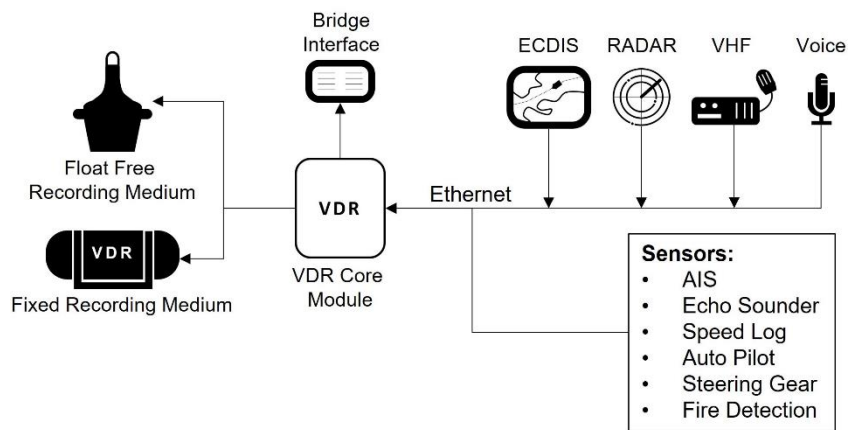 Bridge
Interface
ECDIS
RADAR
VHF
Voice
Float Free
Recording Medium
VDR
Ethernet
VDR Core
Module
VDR
Fixed Recording Medium
Sensors:
• AIS
• Echo Sounder
• Speed Log
• Auto Pilot
• Steering Gear
• Fire Detection